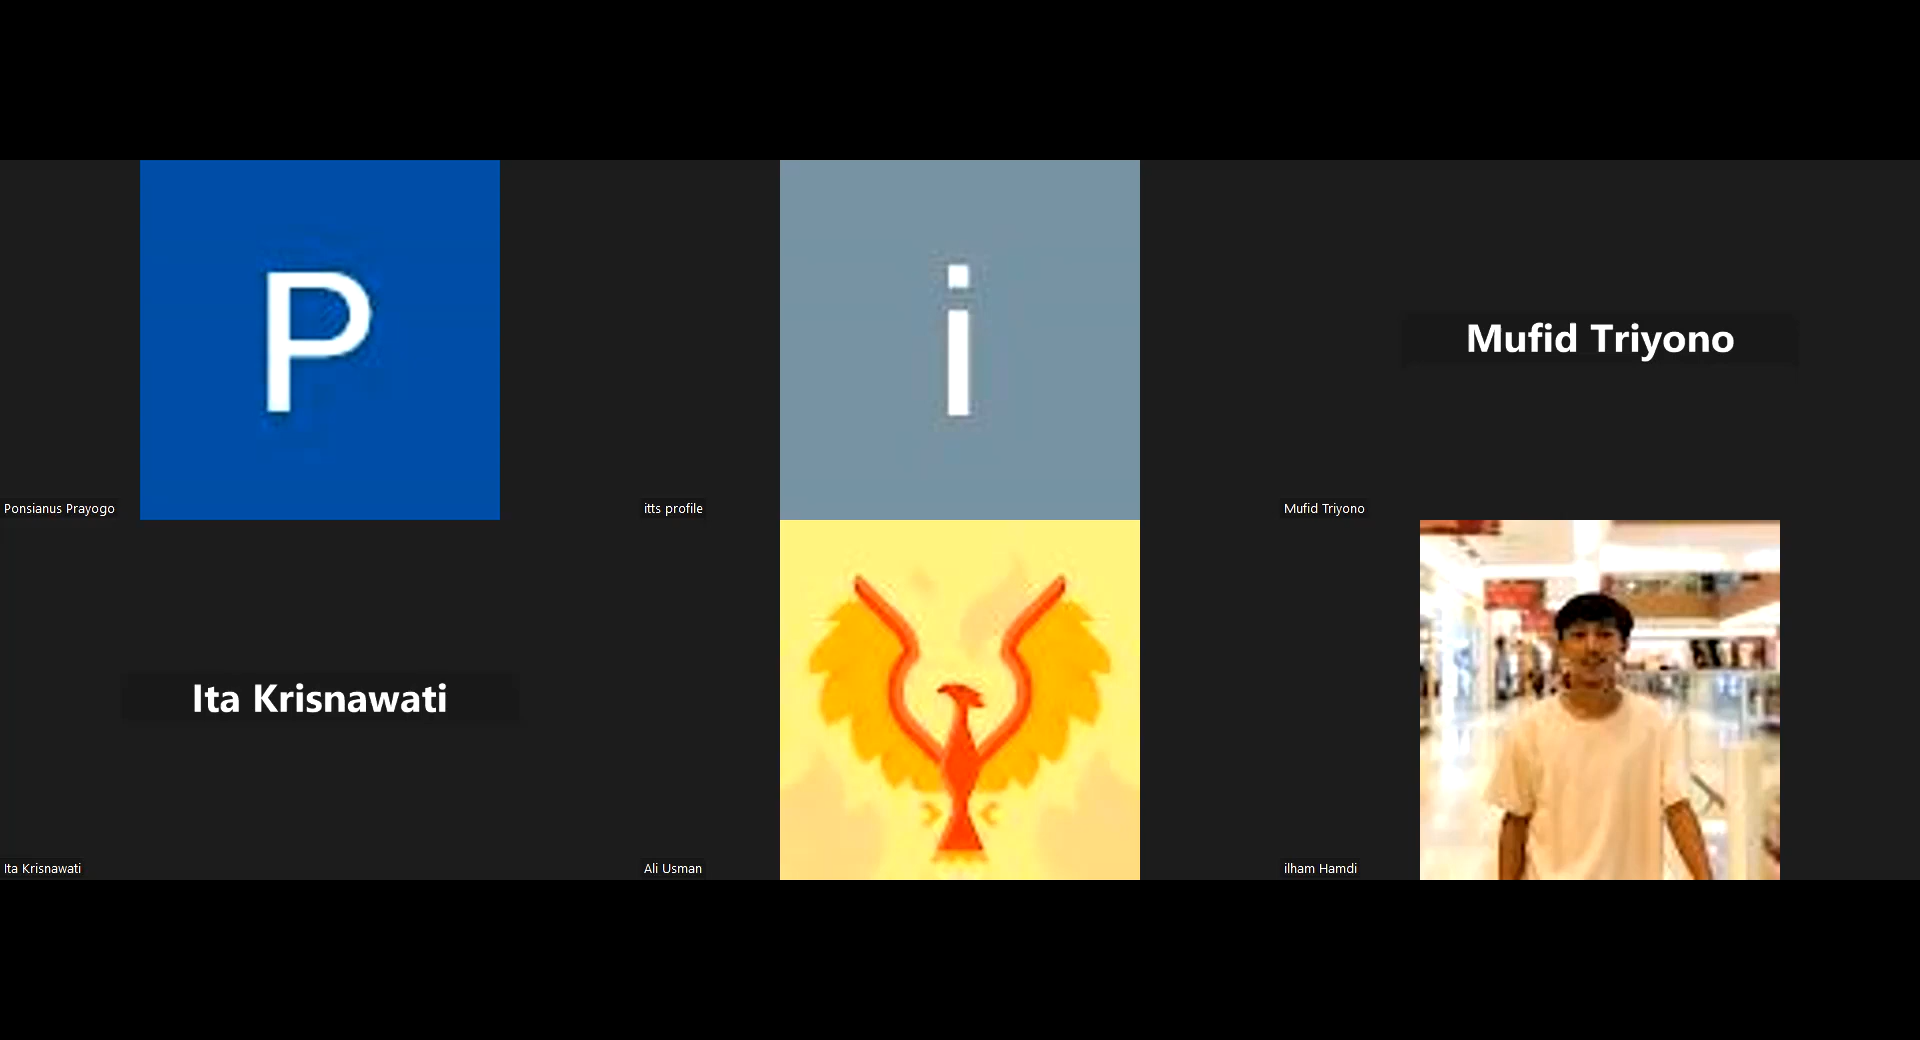 P
i
Mufid Triyono
Ponsianus Prayogo
itts profile
Mufid Triyono
Ita Krisnawati
Ita Krisnawati
Ali Usman
ilham Hamdi